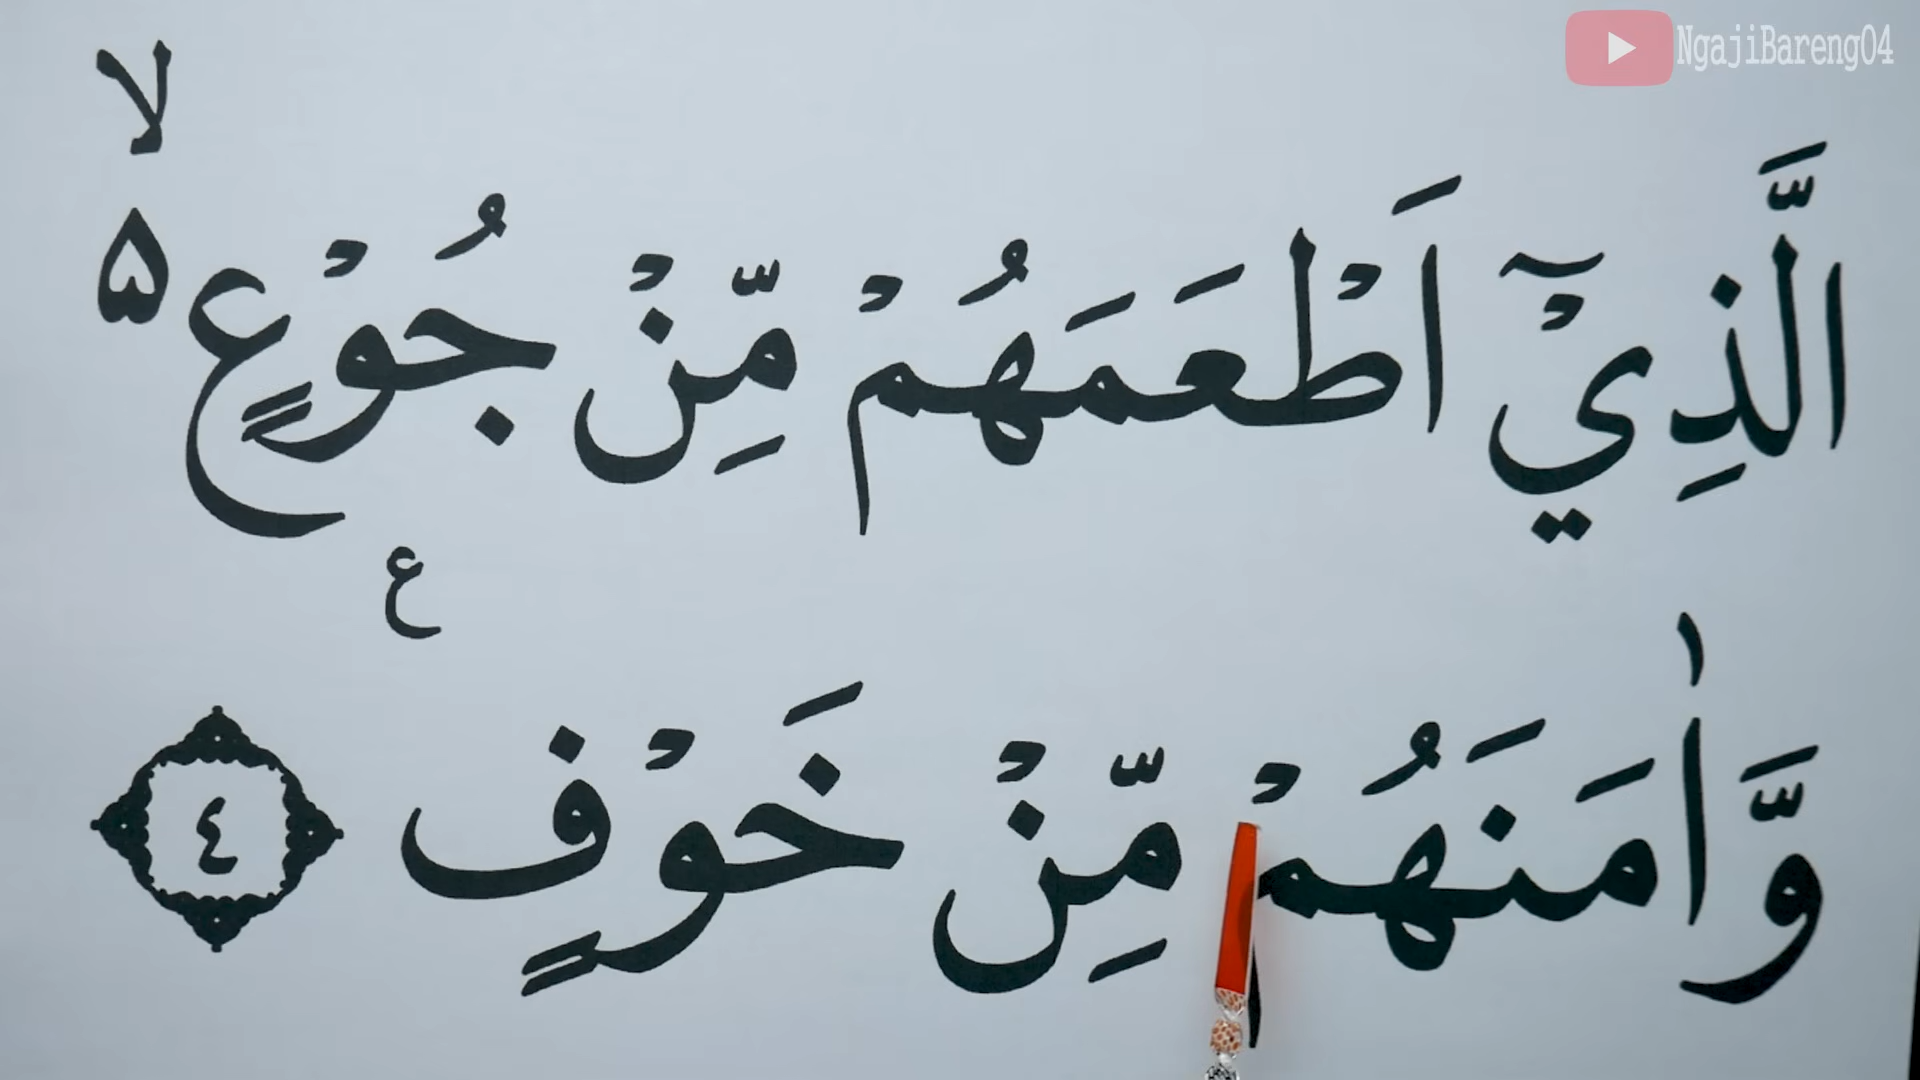 NgajiBareng04
الَّذِيْٓ اَطْعَمَهُمْ مِّنْ جُوْعٍ ۵ لا
وَّاٰمَنَهُمْ مِّنْ خَوْفٍ ع ٤